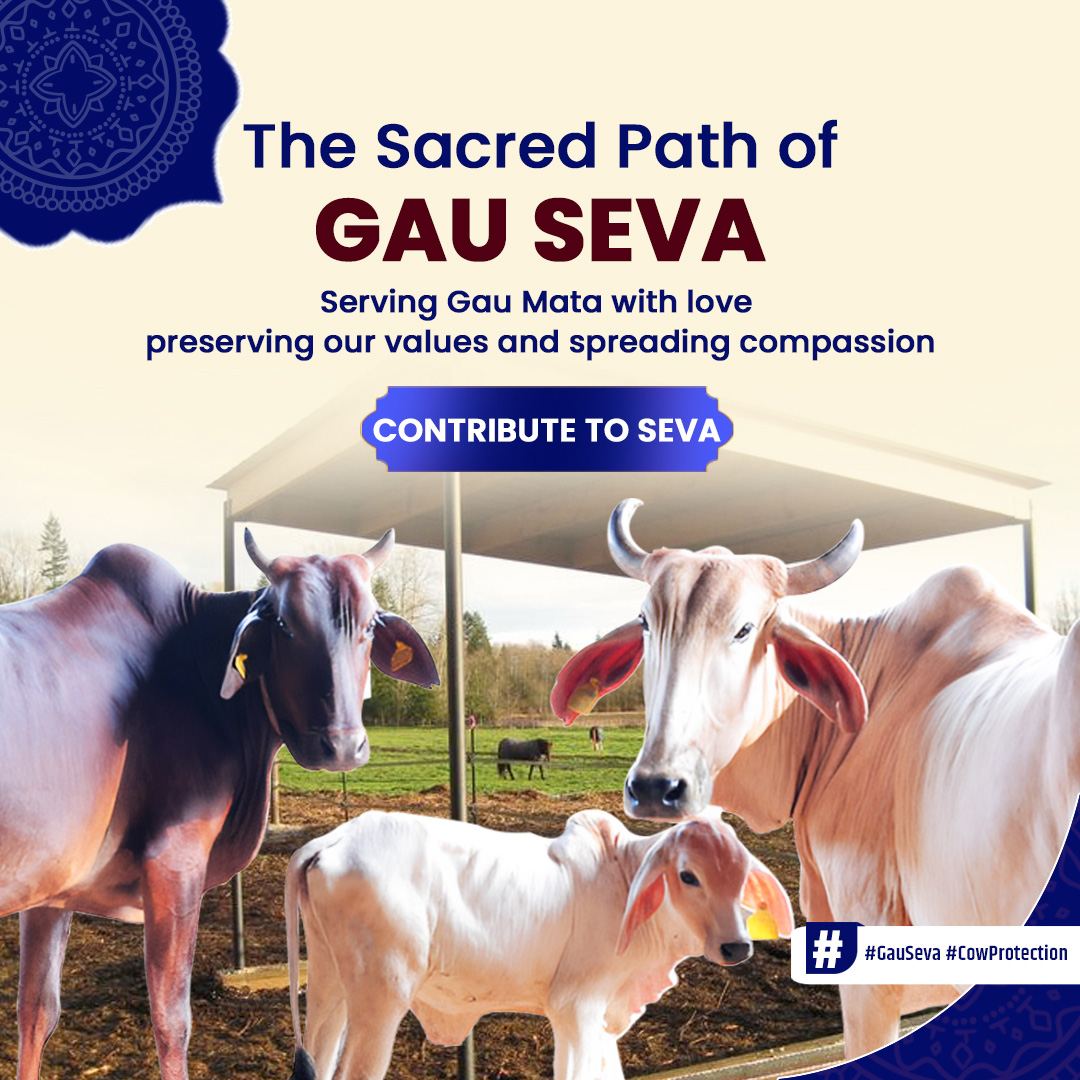 The Sacred Path of
GAU SEVA
Serving Gau Mata with love
preserving our values and spreading compassion
CONTRIBUTE TO SEVA
# #GauSeva #CowProtection